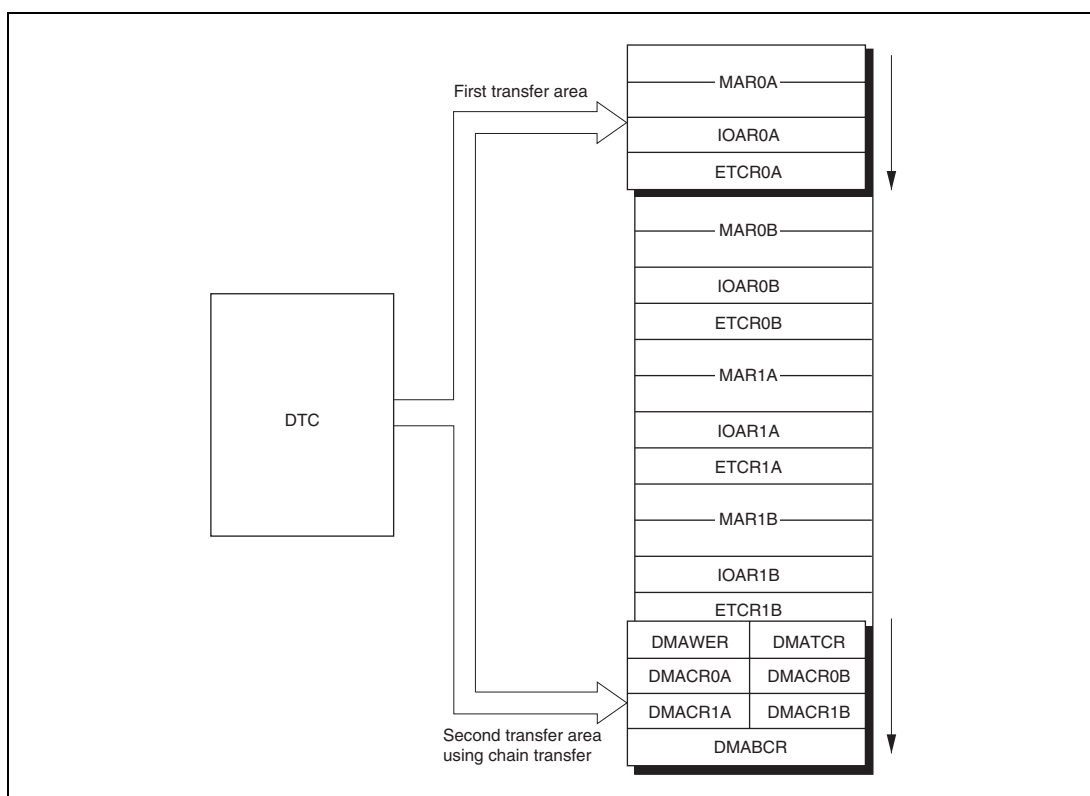 First transfer area
MAR0A
IOAR0A
ETCR0A
MAR0B
IOAR0B
ETCR0B
MAR1A
DTC
IOAR1A
ETCR1A
MAR1B
IOAR1B
ETCR1B
DMAWER DMATCR
DMACR0A DMACR0B
DMACR1A DMACR1B
Second transfer area
using chain transfer
DMABCR